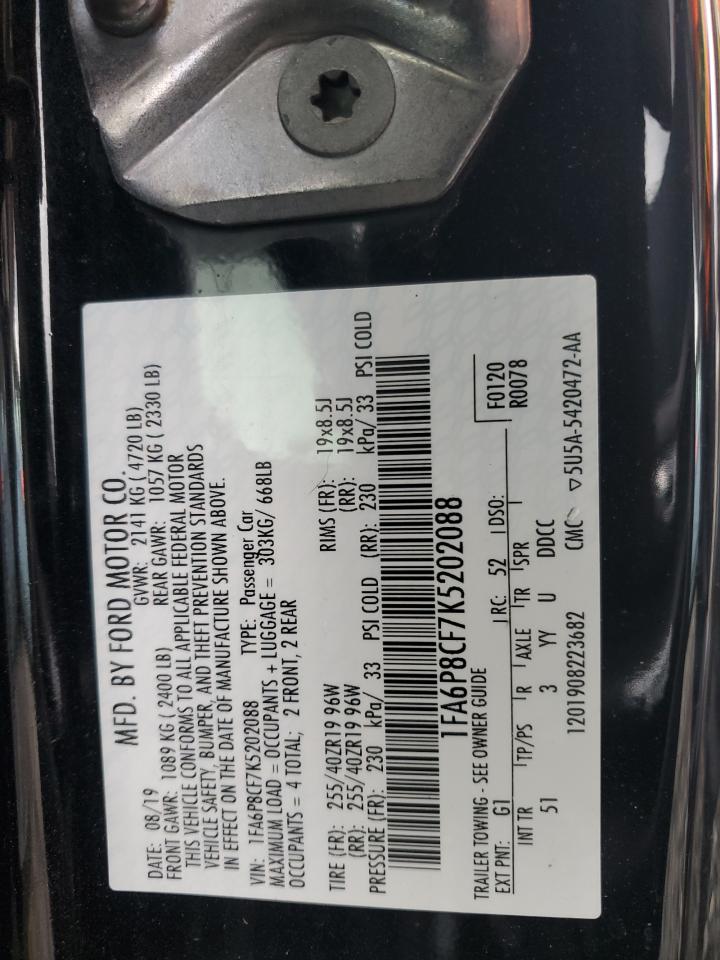 MFD. BY FORD MOTOR CO.
DATE: 08/19 GVWR: 2141 KG ( 4720 LB)
FRONT GAWR: 1089 KG ( 2400 LB) REAR GAWR: 1057 KG ( 2330 LB)
THIS VEHICLE CONFORMS TO ALL APPLICABLE FEDERAL MOTOR
VEHICLE SAFETY, BUMPER, AND THEFT PREVENTION STANDARDS
IN EFFECT ON THE DATE OF MANUFACTURE SHOWN ABOVE.
VIN: 1FA6P8CF7K5202088 TYPE: Passenger Car
MAXIMUM LOAD = OCCUPANTS + LUGGAGE = 303KG/ 668LB
OCCUPANTS = 4 TOTAL; 2 FRONT, 2 REAR
TIRE (FR): 255/40ZR19 96W RIMS (FR): 19x8.5J
(RR): 255/40ZR19 96W (RR): 19x8.5J
PRESSURE (FR): 230 kPa/ 33 PSI COLD (RR): 230 kPa/ 33 PSI COLD
1FA6P8CF7K5202088
TRAILER TOWING - SEE OWNER GUIDE
EXT PNT: G1 RC: 52 DSO: F0120
R0078
INT TR TP/PS R AXLE TR SPR
51 3 YY U DDCC
1201908223682 CMC ▽5U5A-5420472-AA